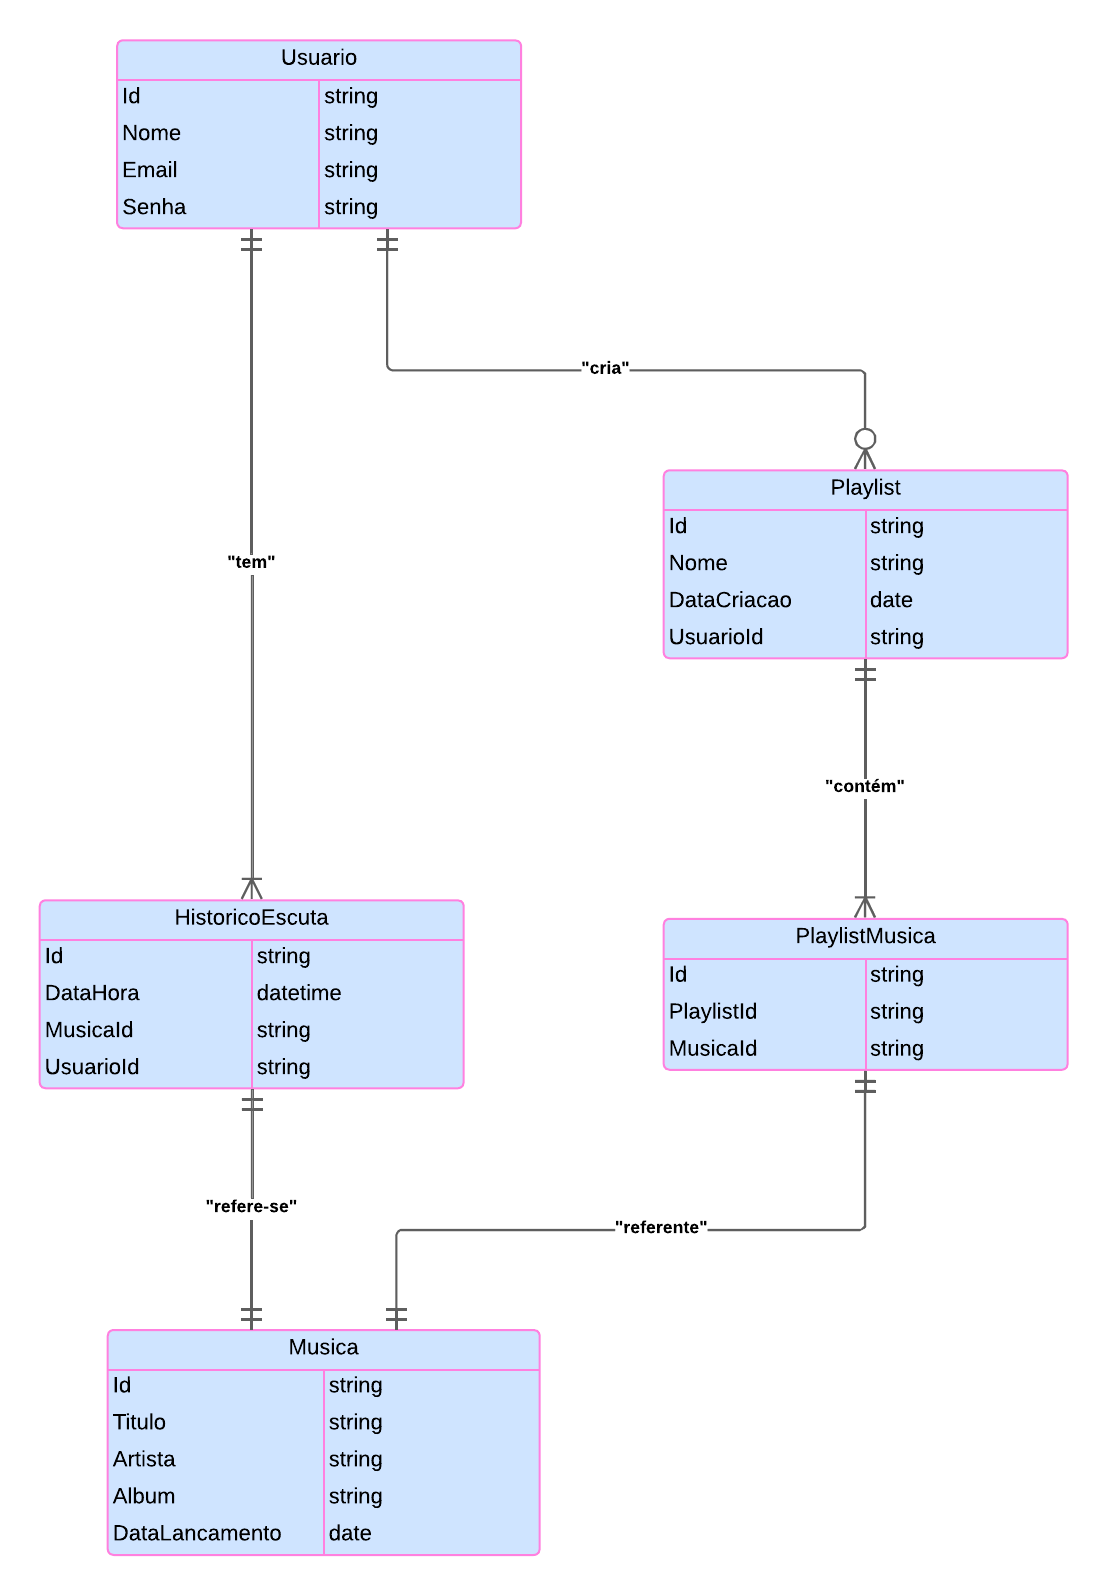 Usuario
Id string
Nome string
Email string
Senha string
"cria"
Playlist
Id string
Nome string
DataCriacao date
UsuarioId string
"tem"
"contém"
HistoricoEscuta
Id string
DataHora datetime
MusicaId string
UsuarioId string
PlaylistMusica
Id string
PlaylistId string
MusicaId string
"refere-se"
"referente"
Musica
Id string
Titulo string
Artista string
Album string
DataLancamento date